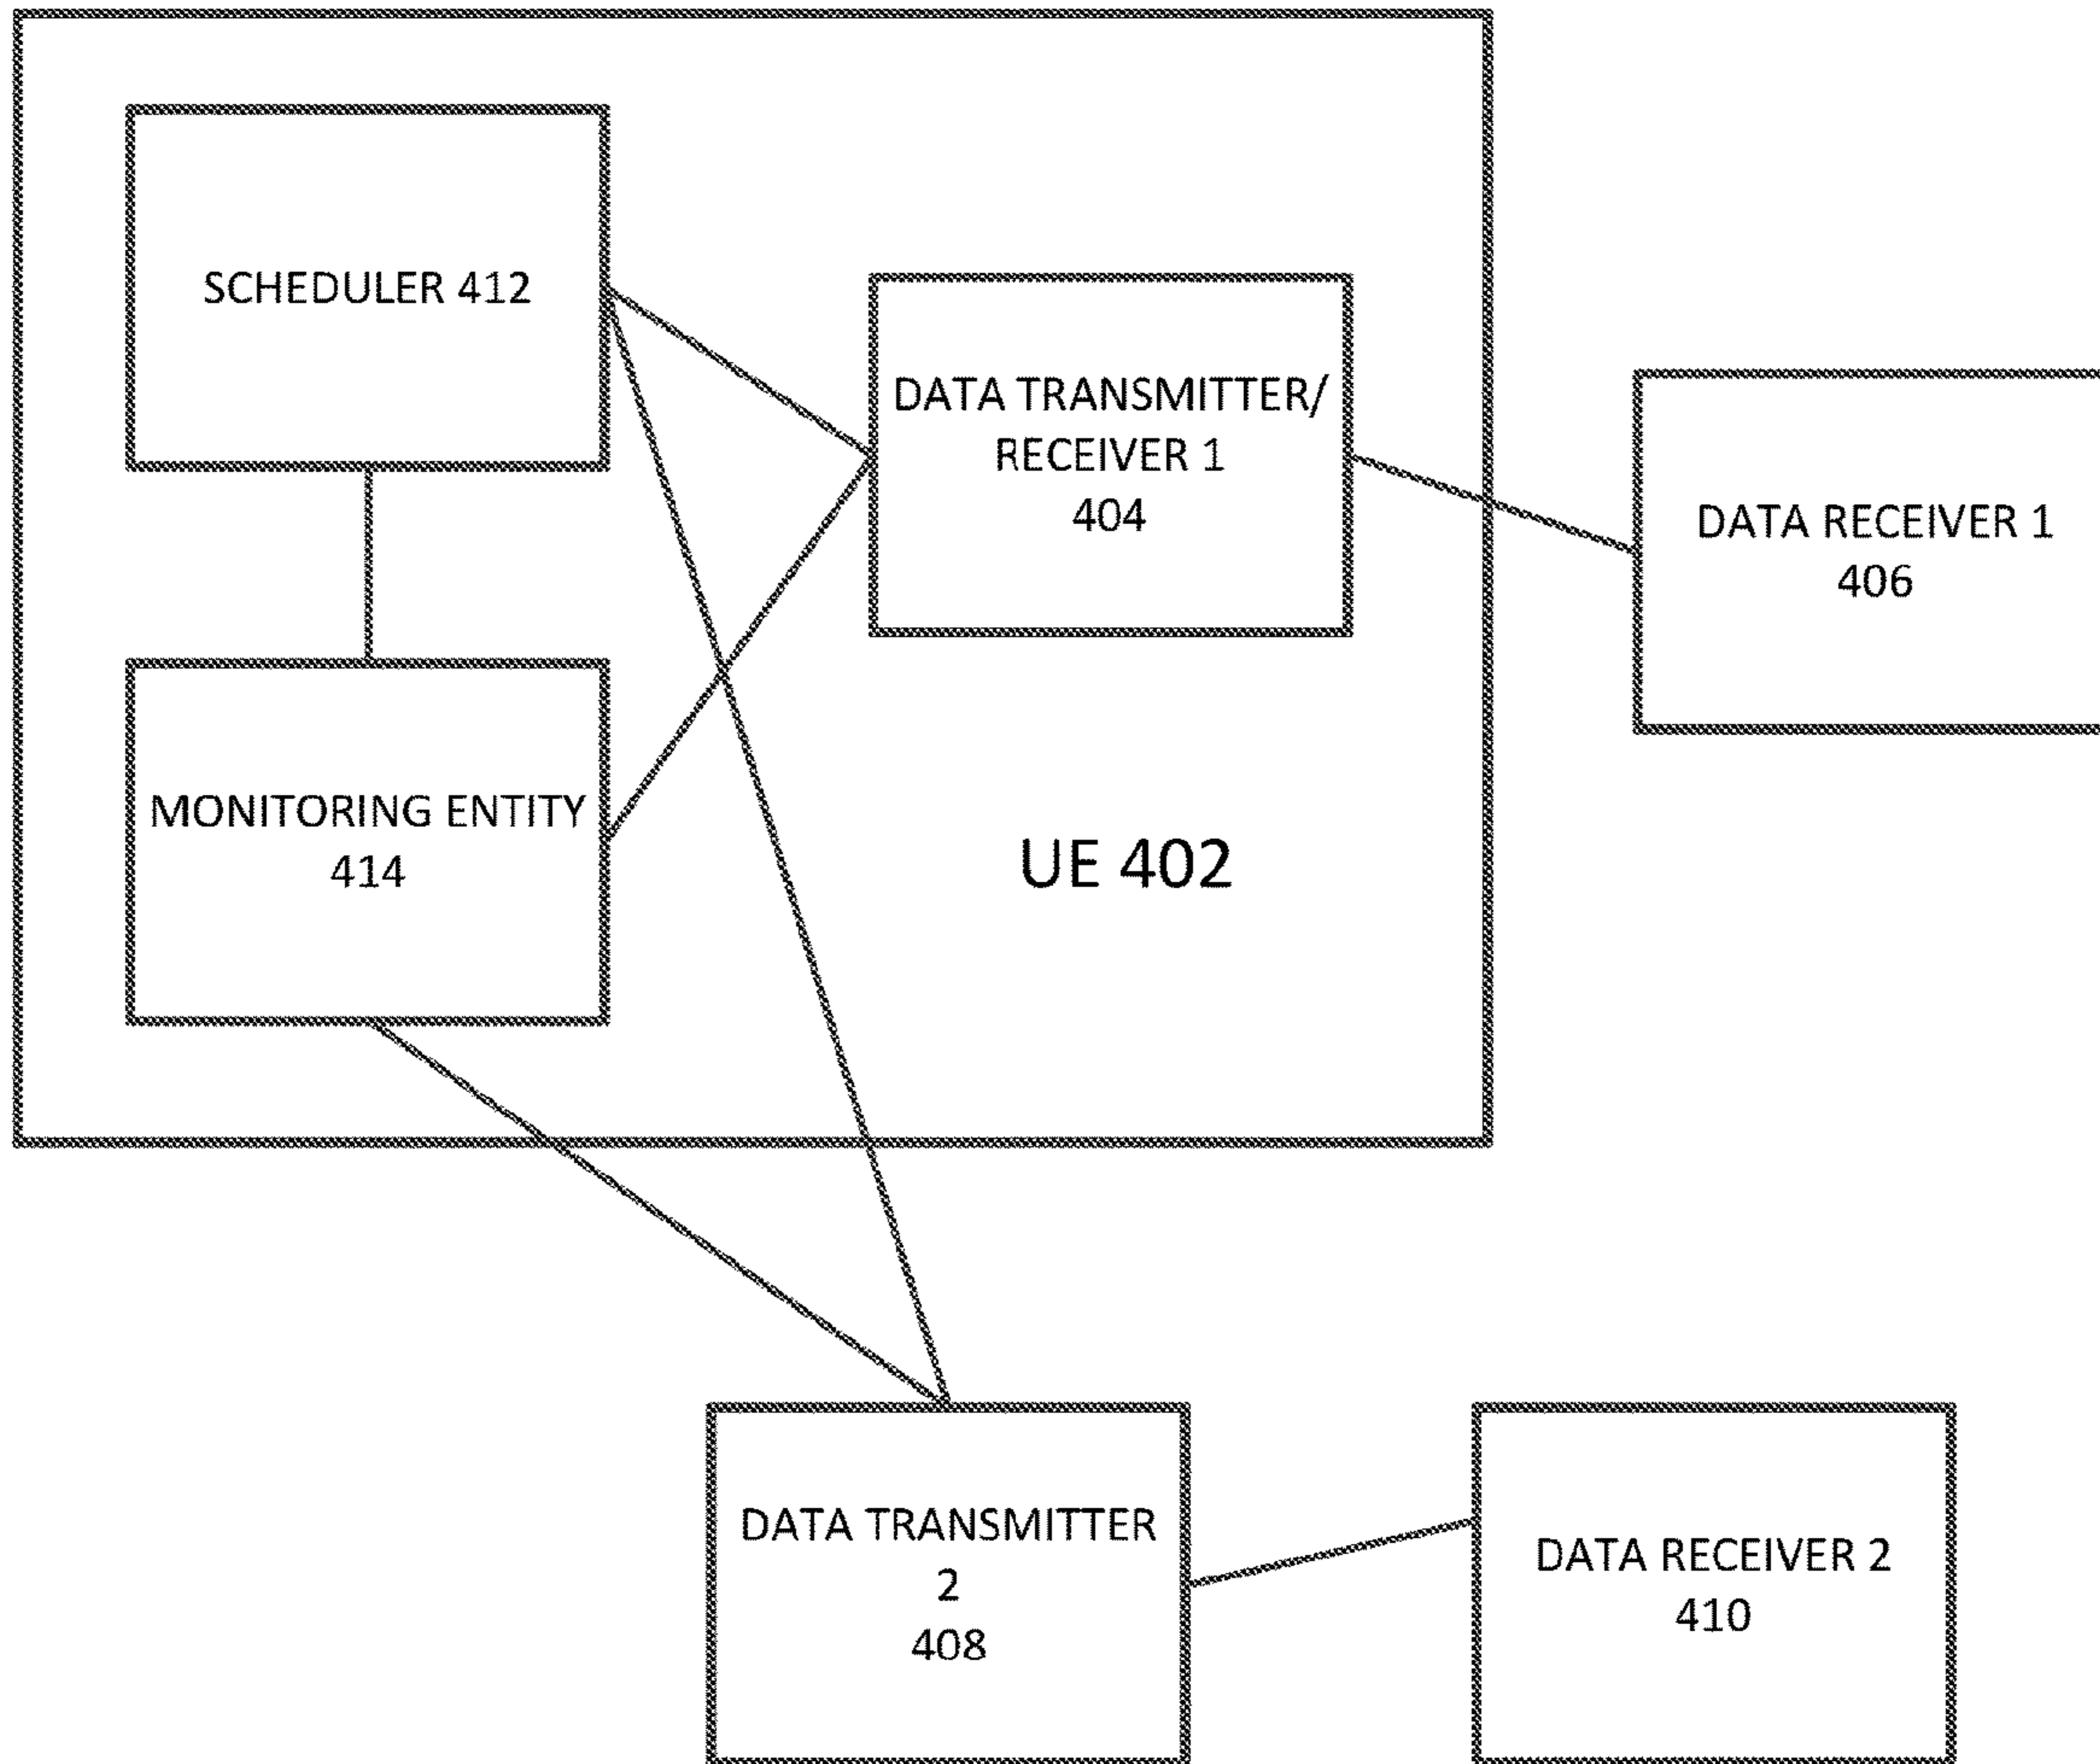 SCHEDULER 412
DATA TRANSMITTER/
RECEIVER 1
404
DATA RECEIVER 1
406
MONITORING ENTITY
414
UE 402
DATA TRANSMITTER
2
408
DATA RECEIVER 2
410